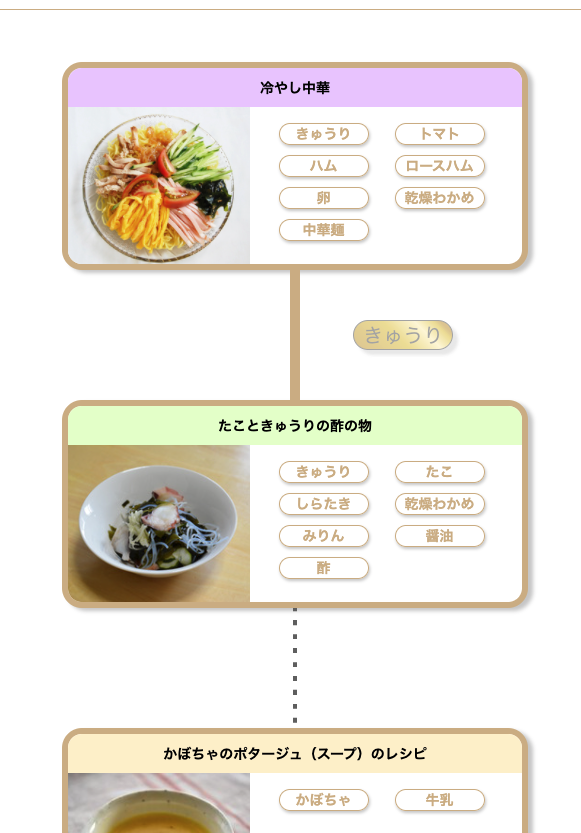 冷やし中華
きゅうり トマト
ハム ロースハム
卵 乾燥わかめ
中華麺
きゅうり
たこときゅうりの酢の物
きゅうり たこ
しらたき 乾燥わかめ
みりん 醤油
酢
かぼちゃのポタージュ（スープ）のレシピ
かぼちゃ 牛乳